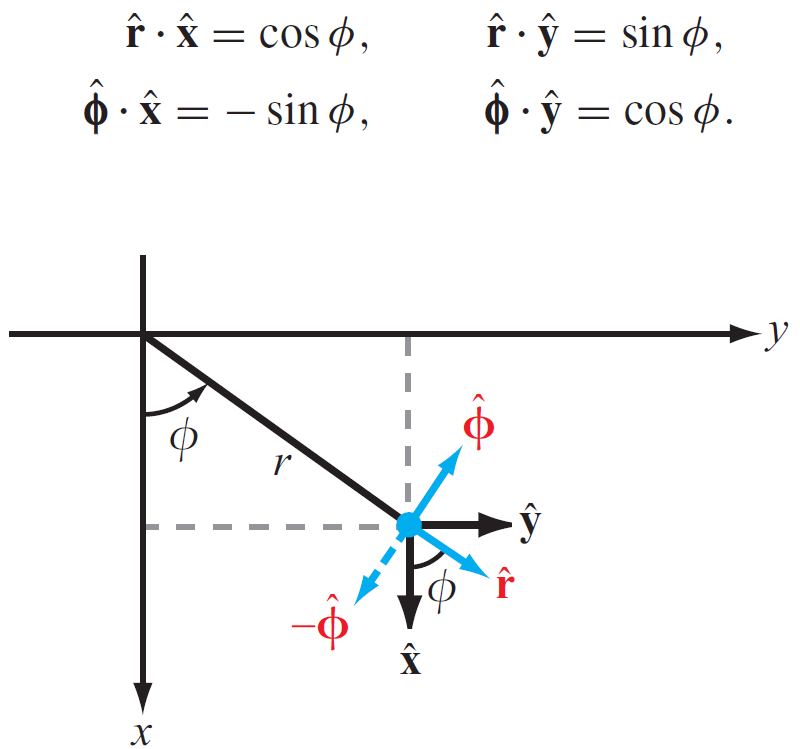 r̂ · x̂ = cos ϕ, r̂ · ŷ = sin ϕ,
ϕ̂ · x̂ = − sin ϕ, ϕ̂ · ŷ = cos ϕ.
y
ϕ̂
ϕ
r
ŷ
ϕ
r̂
−ϕ̂
x̂
x